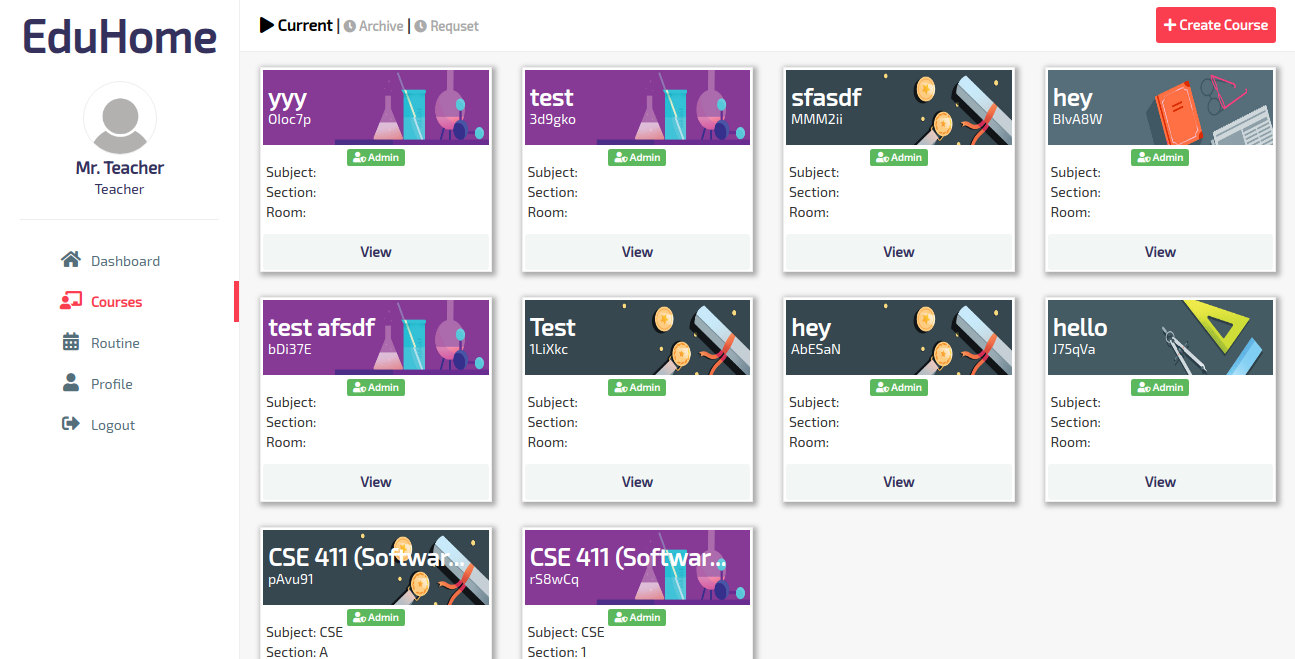 EduHome
Mr. Teacher
Teacher
Dashboard
Courses
Routine
Profile
Logout
Current | Archive | Requset
Create Course
yyy
OIoc7p
Admin
Subject:
Section:
Room:
View
test
3d9gko
Admin
Subject:
Section:
Room:
View
sfasdf
MMM2ii
Admin
Subject:
Section:
Room:
View
hey
BIvA8W
Admin
Subject:
Section:
Room:
View
test afsdf
bDi37E
Admin
Subject:
Section:
Room:
View
Test
1LiXkc
Admin
Subject:
Section:
Room:
View
hey
AbESaN
Admin
Subject:
Section:
Room:
View
hello
J75qVa
Admin
Subject:
Section:
Room:
View
CSE 411 (Softwar...
pAvu91
Admin
Subject: CSE
Section: A
CSE 411 (Softwar...
rS8wCq
Admin
Subject: CSE
Section: 1